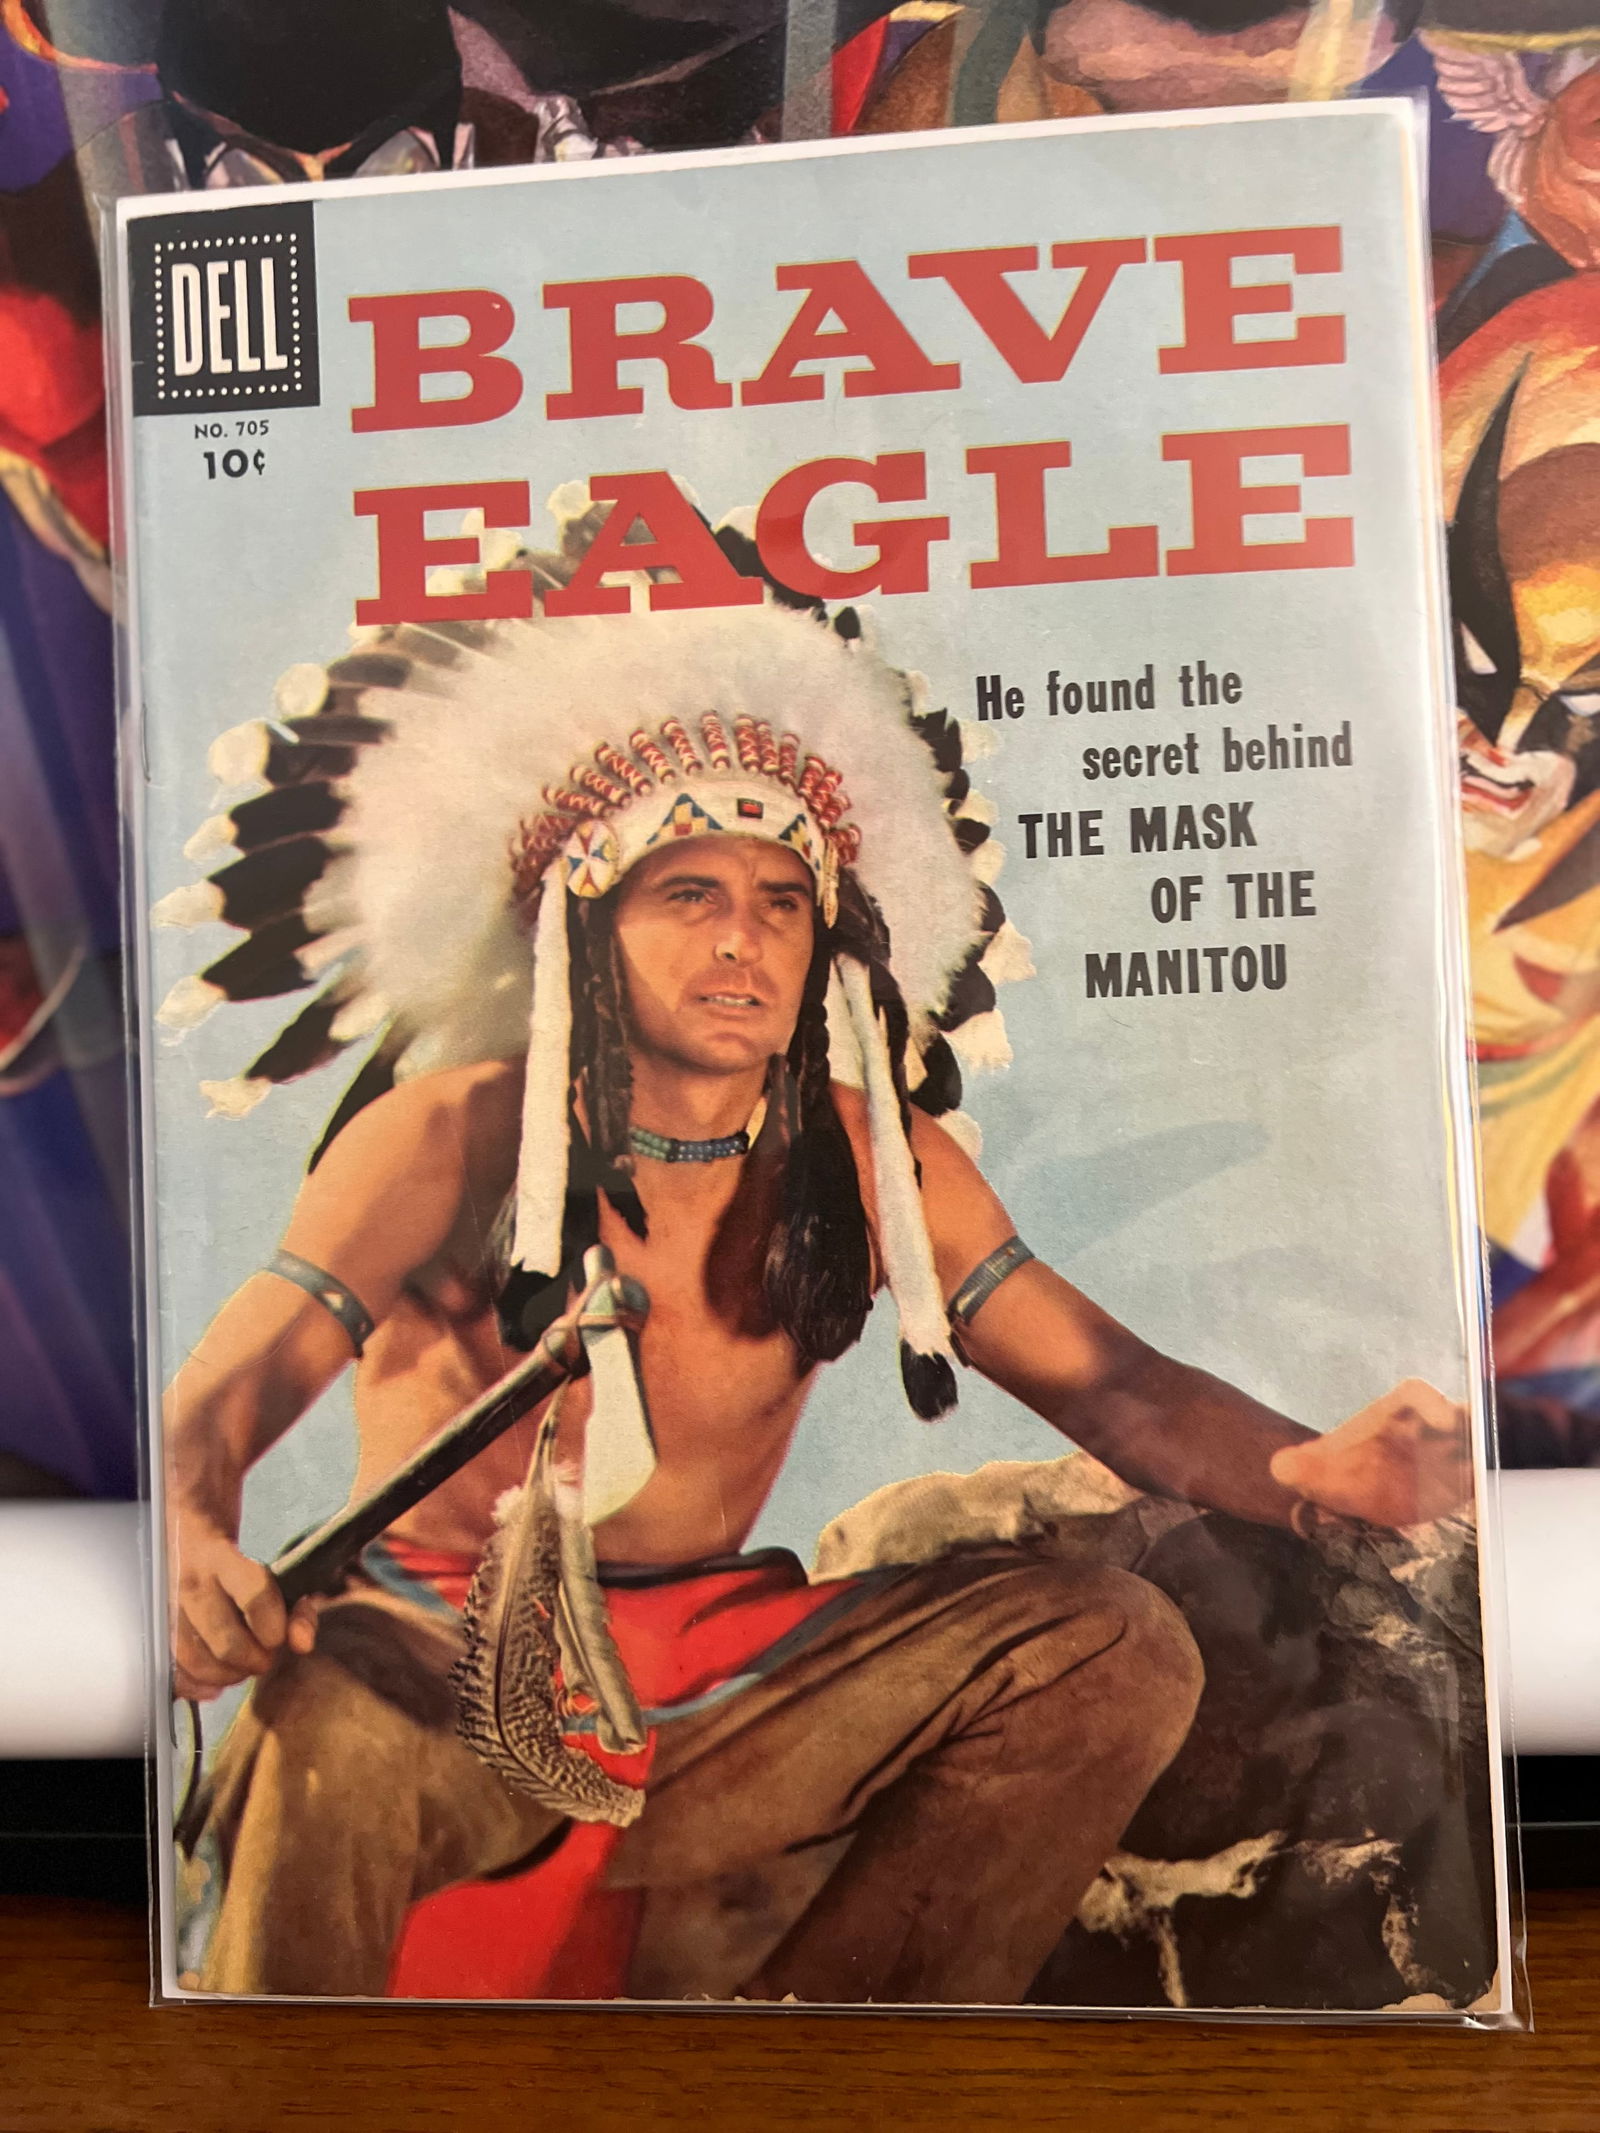 DELL
NO. 705
10¢
BRAVE
EAGLE
He found the
secret behind
THE MASK
OF THE
MANITOU